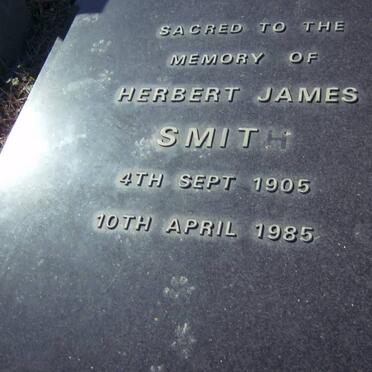 SACRED TO THE
MEMORY OF
HERBERT JAMES
SMITH
4TH SEPT 1905
10TH APRIL 1985